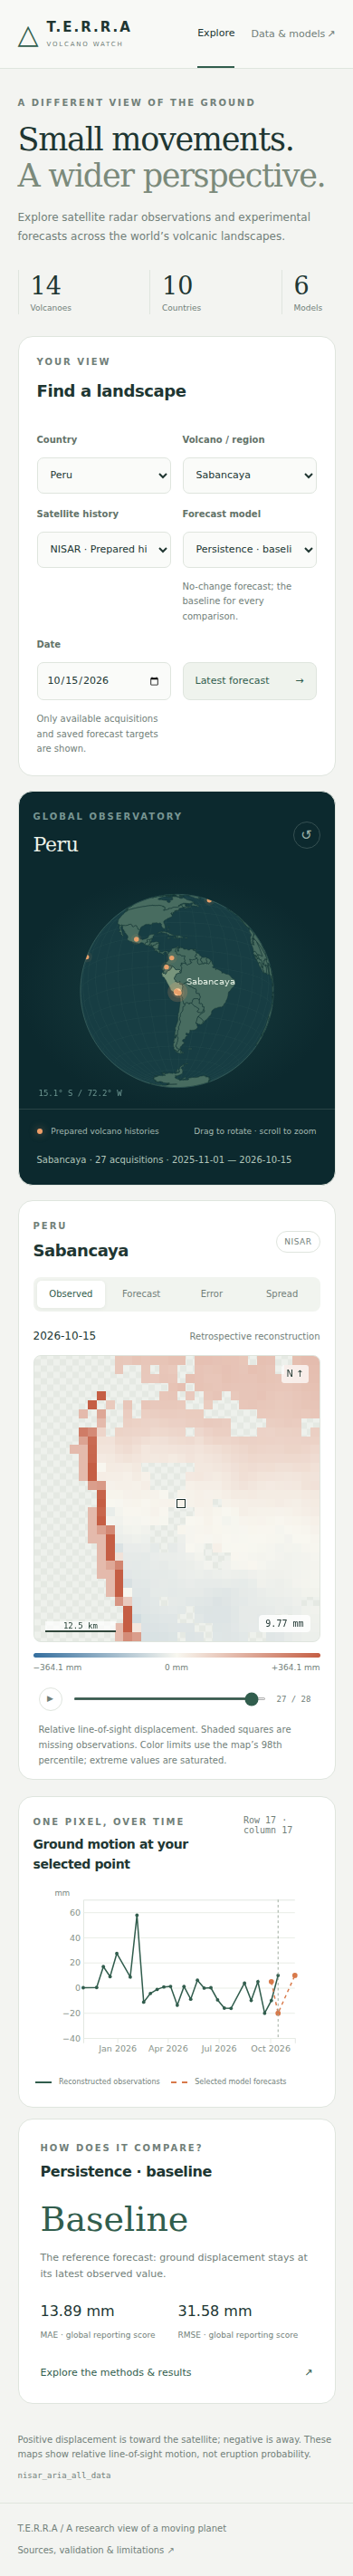 T.E.R.R.A
VOLCANO WATCH
Explore
Data & models ↗
A DIFFERENT VIEW OF THE GROUND
Small movements.
A wider perspective.
Explore satellite radar observations and experimental
forecasts across the world's volcanic landscapes.
14
Volcanoes
10
Countries
6
Models
YOUR VIEW
Find a landscape
Country
Volcano / region
Peru
Sabancaya
Satellite history
Forecast model
NISAR · Prepared hi
Persistence · baseli
No-change forecast; the
baseline for every
comparison.
Date
10/15/2026
Latest forecast →
Only available acquisitions
and saved forecast targets
are shown.
GLOBAL OBSERVATORY
Peru
↺
Sabancaya
15.1° S / 72.2° W
Prepared volcano histories
Drag to rotate · scroll to zoom
Sabancaya · 27 acquisitions · 2025-11-01 — 2026-10-15
PERU
Sabancaya
NISAR
Observed
Forecast
Error
Spread
2026-10-15
Retrospective reconstruction
N ↑
12.5 km
9.77 mm
−364.1 mm
0 mm
+364.1 mm
27 / 28
Relative line-of-sight displacement. Shaded squares are
missing observations. Color limits use the map's 98th
percentile; extreme values are saturated.
ONE PIXEL, OVER TIME
Row 17 ·
column 17
Ground motion at your
selected point
mm
60
40
20
0
−20
−40
Jan 2026
Apr 2026
Jul 2026
Oct 2026
Reconstructed observations
Selected model forecasts
HOW DOES IT COMPARE?
Persistence · baseline
Baseline
The reference forecast: ground displacement stays at
its latest observed value.
13.89 mm
31.58 mm
MAE · global reporting score
RMSE · global reporting score
Explore the methods & results ↗
Positive displacement is toward the satellite; negative is away. These
maps show relative line-of-sight motion, not eruption probability.
nisar_aria_all_data
T.E.R.R.A / A research view of a moving planet
Sources, validation & limitations ↗